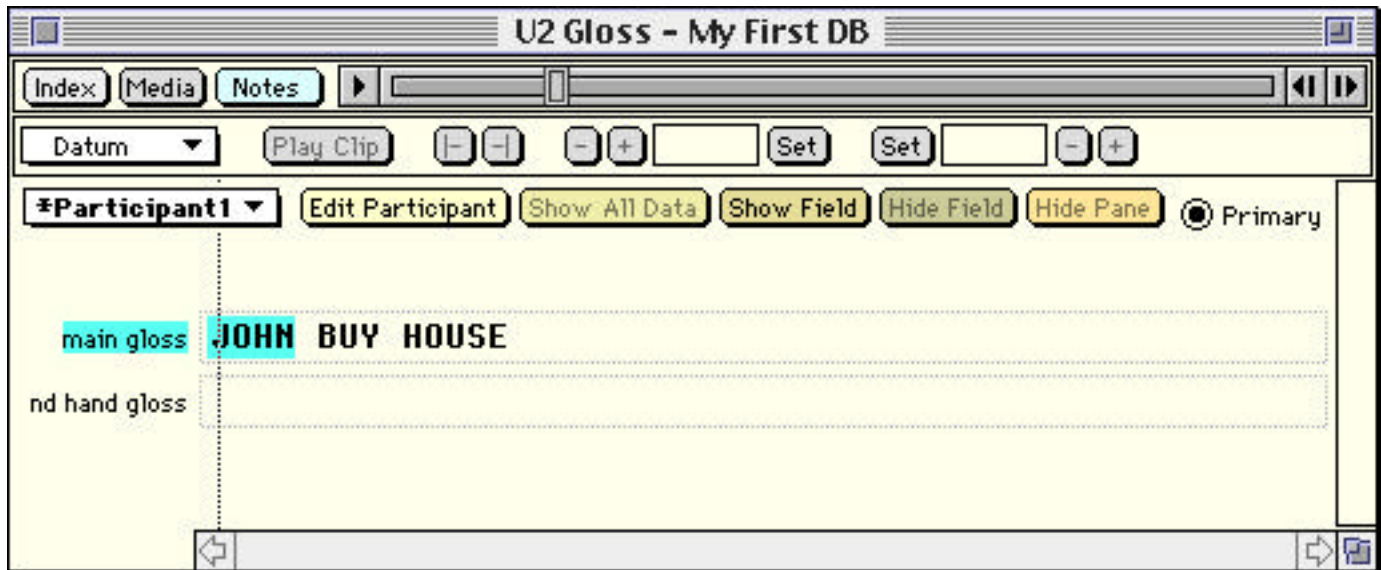 U2 Gloss - My First DB
Index Media Notes
Datum Play Clip |- -| - + Set Set - +
*Participant1 Edit Participant Show All Data Show Field Hide Field Hide Pane Primary
main gloss JOHN BUY HOUSE
nd hand gloss